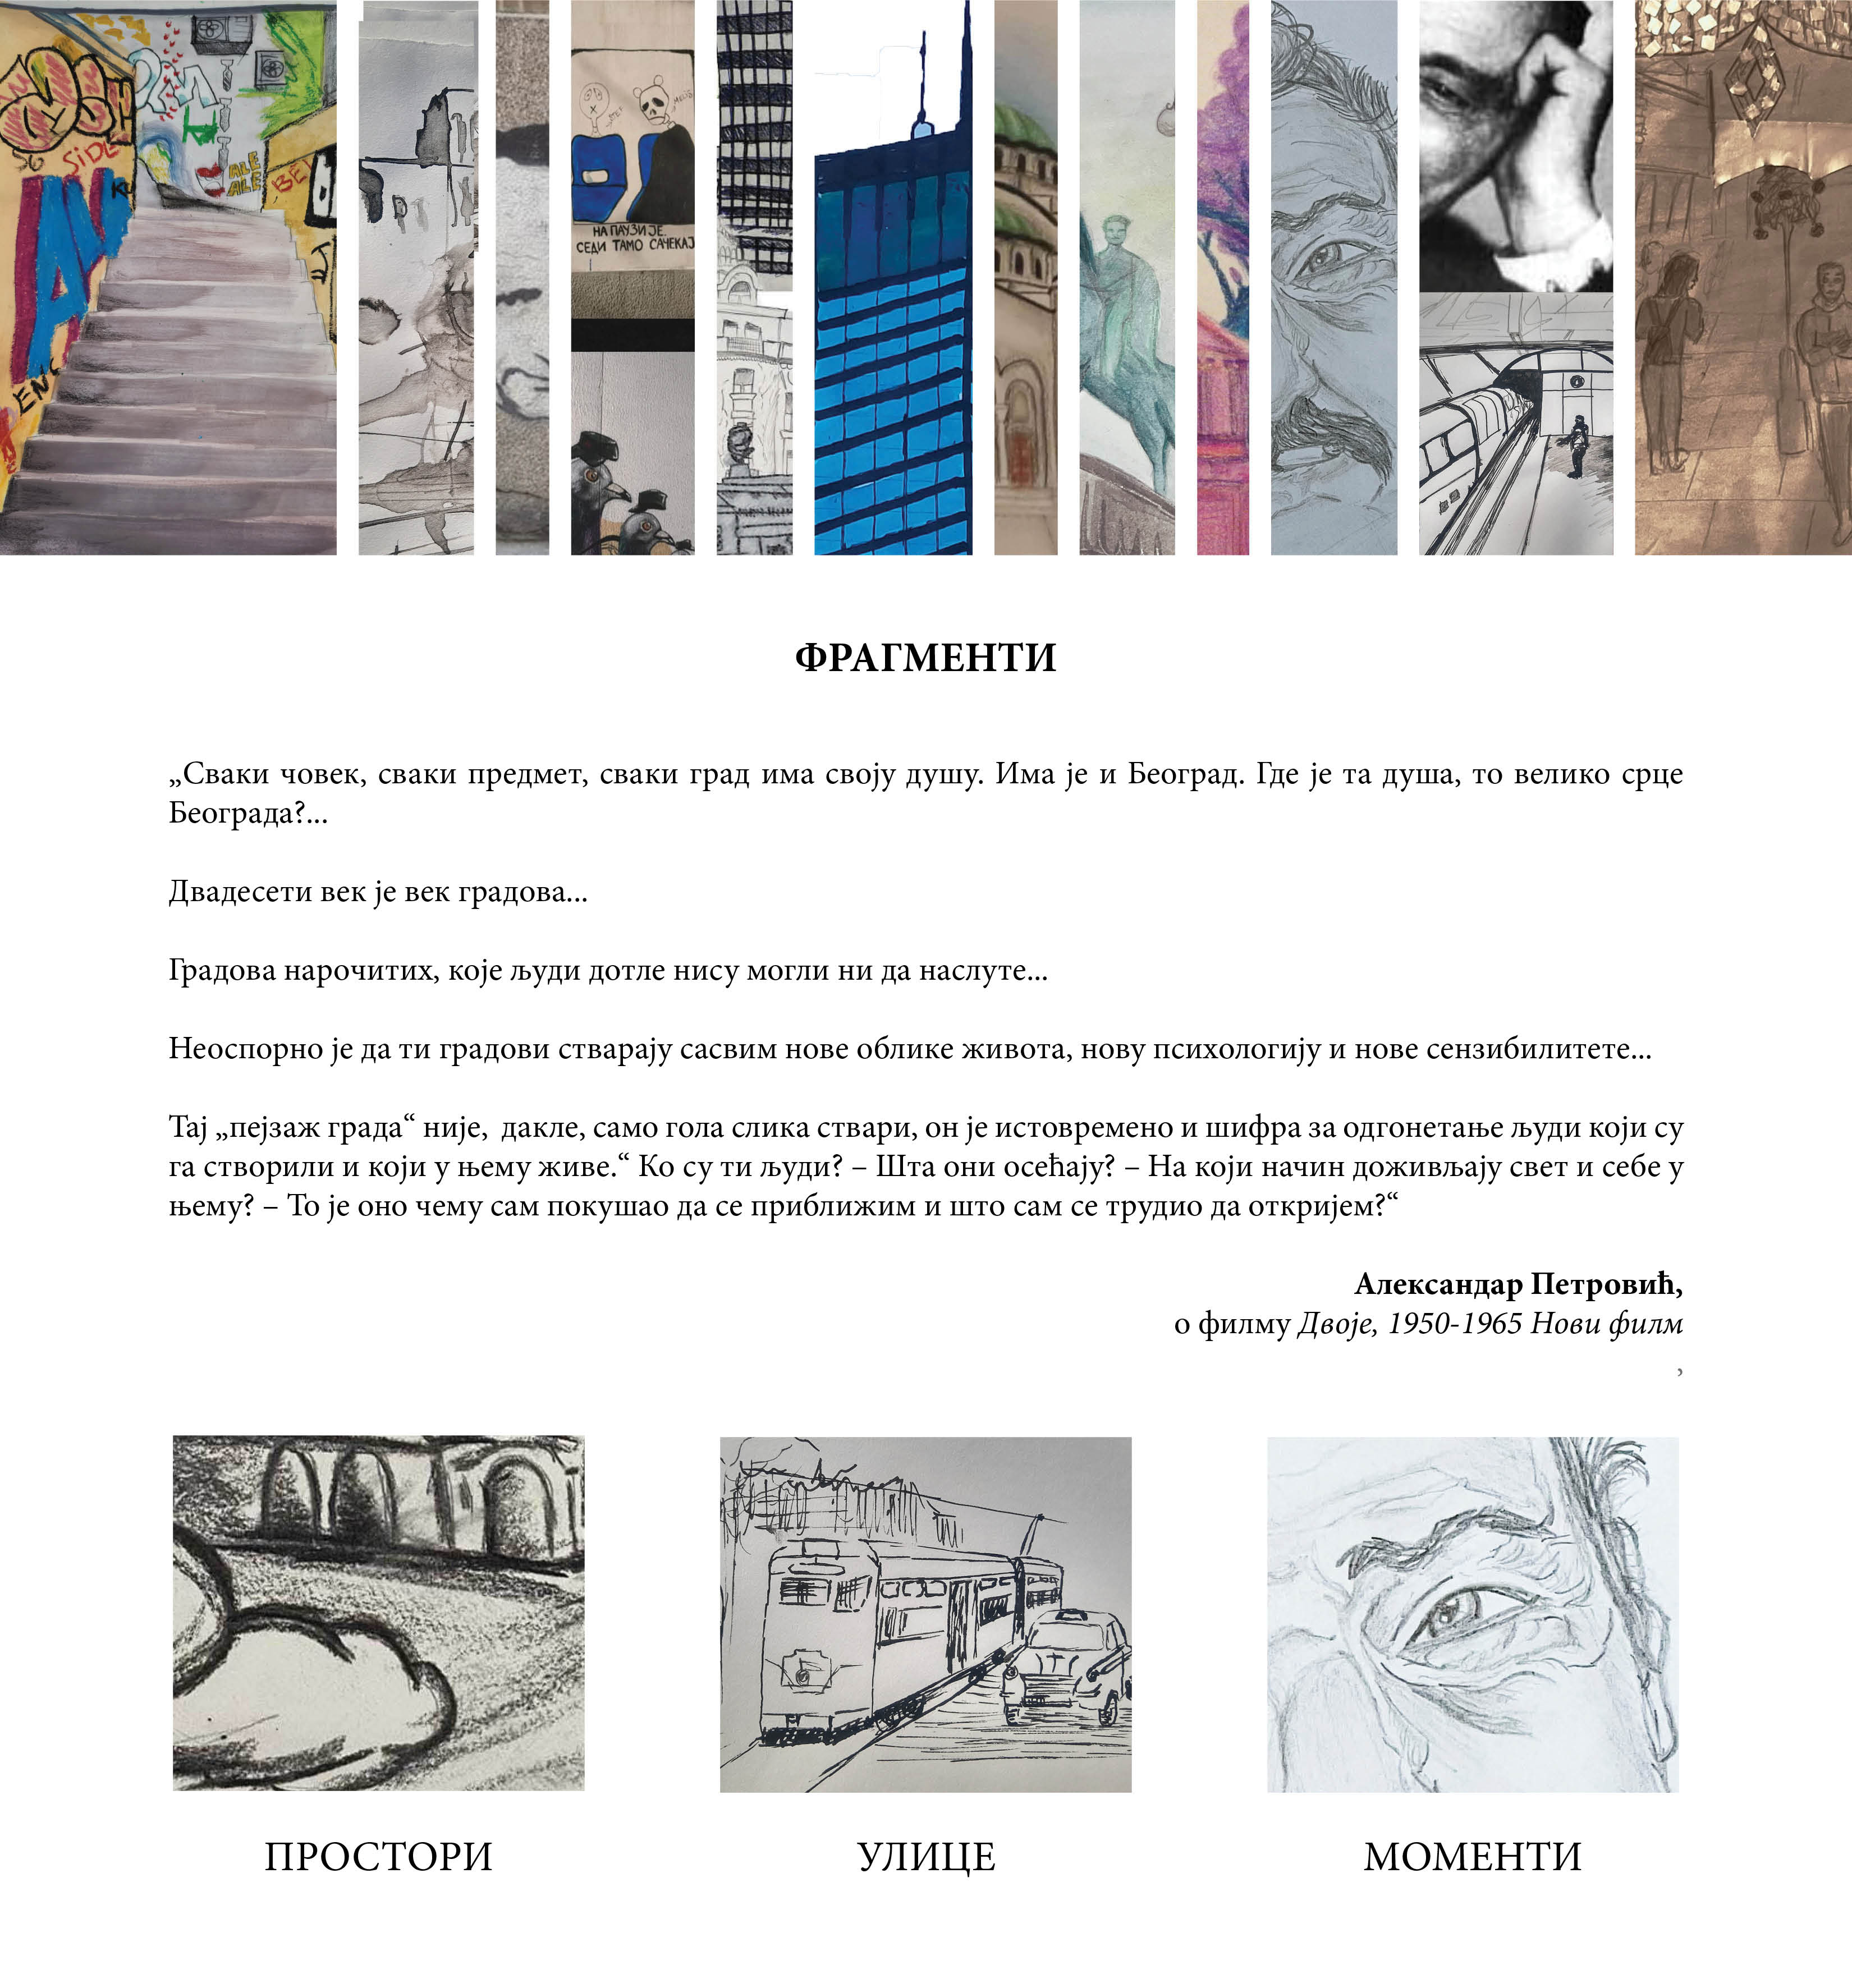 SIDE
ALE
ALE
BE
ENC
НА ПАУЗИ ЈЕ.
СЕДИ ТАМО САЧЕКАЈ
ФРАГМЕНТИ
„Сваки човек, сваки предмет, сваки град има своју душу. Има је и Београд. Где је та душа, то велико срце
Београда?...
Двадесети век је век градова...
Градова нарочитих, које људи дотле нису могли ни да наслуте...
Неоспорно је да ти градови стварају сасвим нове облике живота, нову психологију и нове сензибилитете...
Тај „пејзаж града“ није,  дакле, само гола слика ствари, он је истовремено и шифра за одгонетање људи који су
га створили и који у њему живе.“ Ко су ти људи? – Шта они осећају? – На који начин доживљају свет и себе у
њему? – То је оно чему сам покушао да се приближим и што сам се трудио да откријем?“
Александар Петровић,
о филму Двоје, 1950-1965 Нови филм
,
ПРОСТОРИ
УЛИЦЕ
МОМЕНТИ